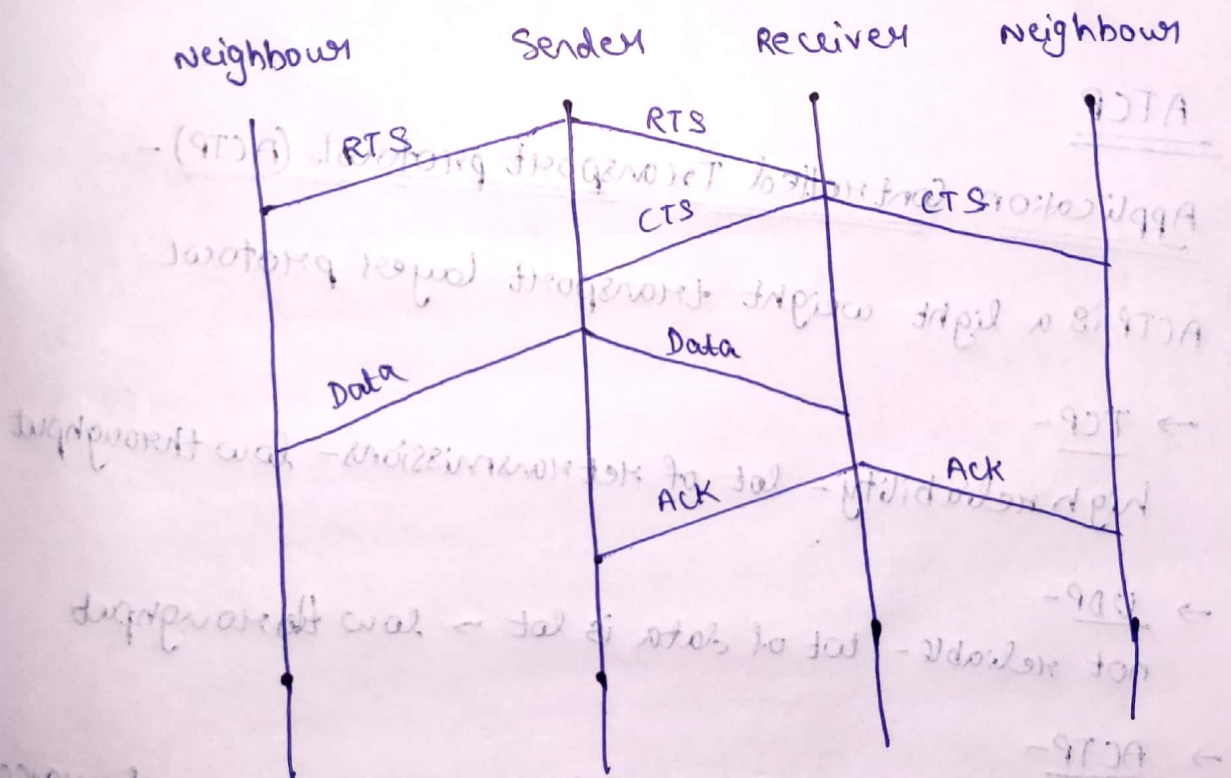 Neighbour Sender Receiver Neighbour
RTS RTS
CTS CTS
Data Data
ACK ACK